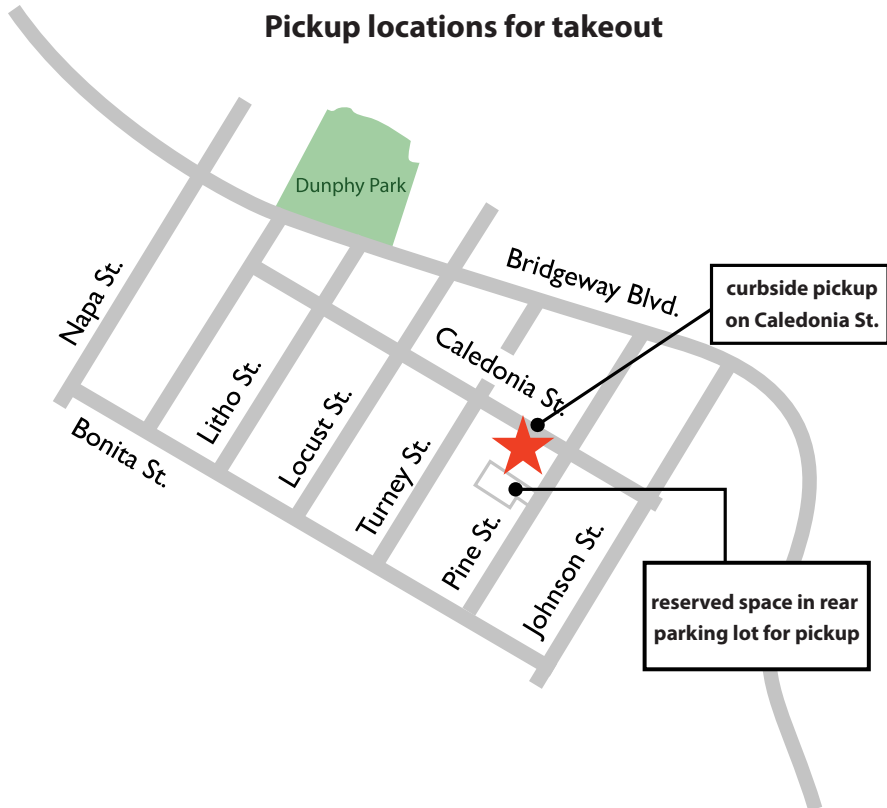 Pickup locations for takeout
Dunphy Park
Bridgeway Blvd.
curbside pickup
on Caledonia St.
Napa St.
Caledonia St.
Litho St.
Locust St.
Bonita St.
Turney St.
Pine St.
Johnson St.
reserved space in rear
parking lot for pickup